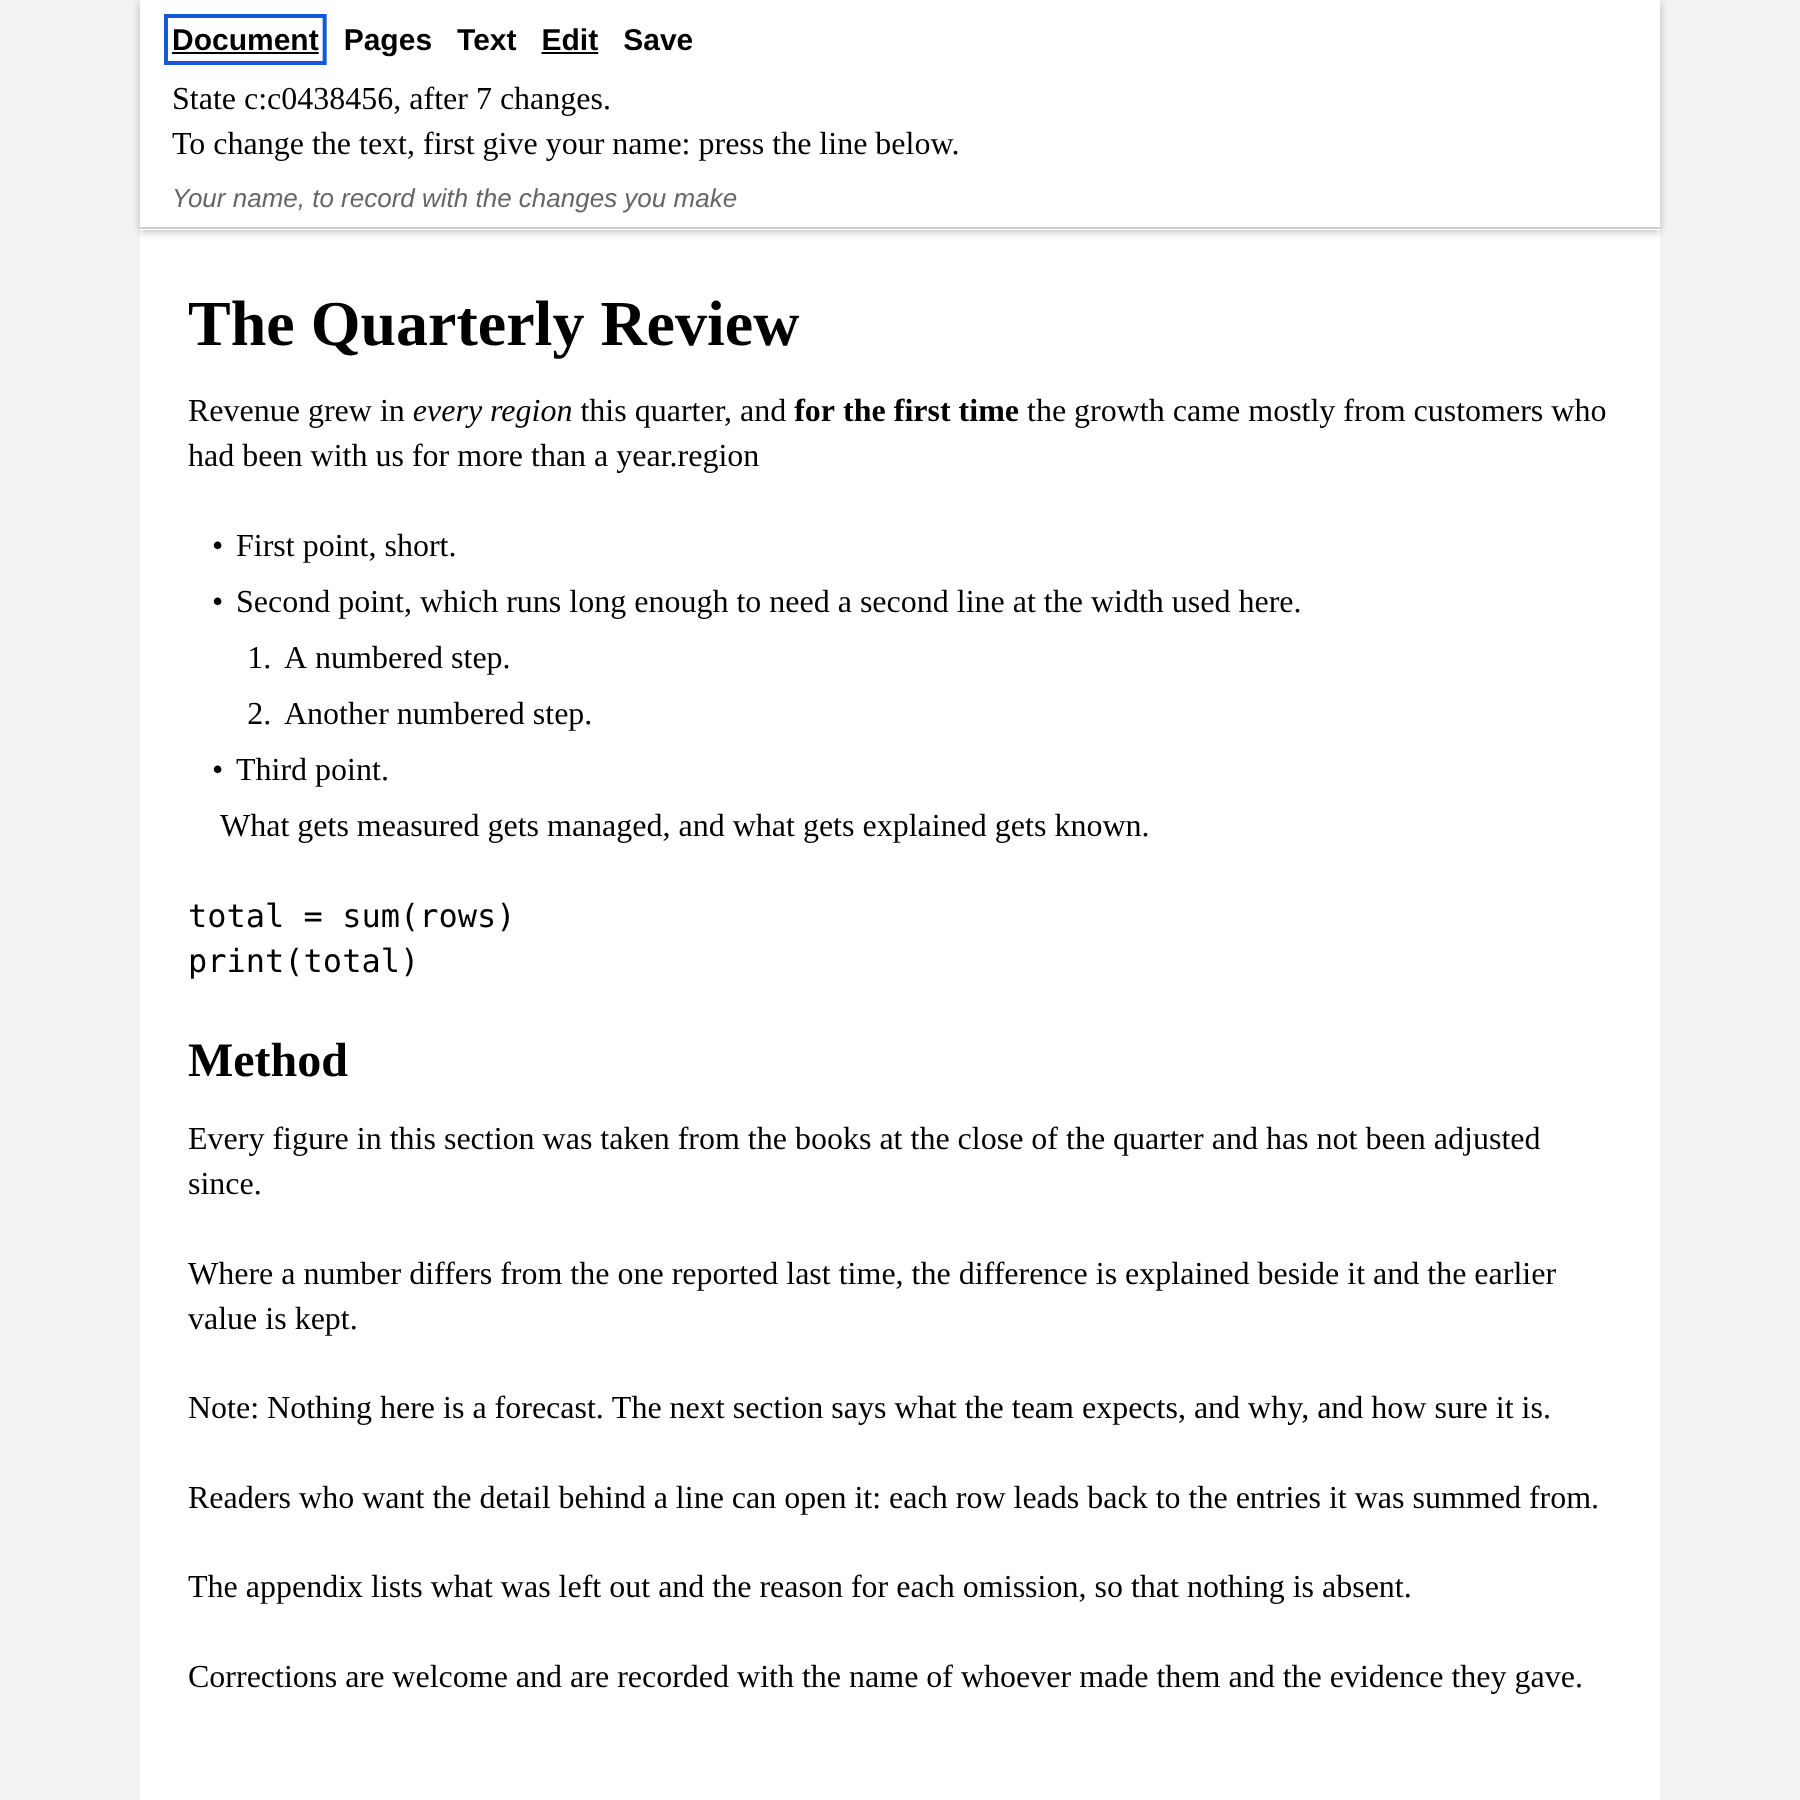 Document Pages Text Edit Save
State c:c0438456, after 7 changes.
To change the text, first give your name: press the line below.
Your name, to record with the changes you make
The Quarterly Review
Revenue grew in every region this quarter, and for the first time the growth came mostly from customers who
had been with us for more than a year.region
• First point, short.
• Second point, which runs long enough to need a second line at the width used here.
1. A numbered step.
2. Another numbered step.
• Third point.
What gets measured gets managed, and what gets explained gets known.
total = sum(rows)
print(total)
Method
Every figure in this section was taken from the books at the close of the quarter and has not been adjusted
since.
Where a number differs from the one reported last time, the difference is explained beside it and the earlier
value is kept.
Note: Nothing here is a forecast. The next section says what the team expects, and why, and how sure it is.
Readers who want the detail behind a line can open it: each row leads back to the entries it was summed from.
The appendix lists what was left out and the reason for each omission, so that nothing is absent.
Corrections are welcome and are recorded with the name of whoever made them and the evidence they gave.